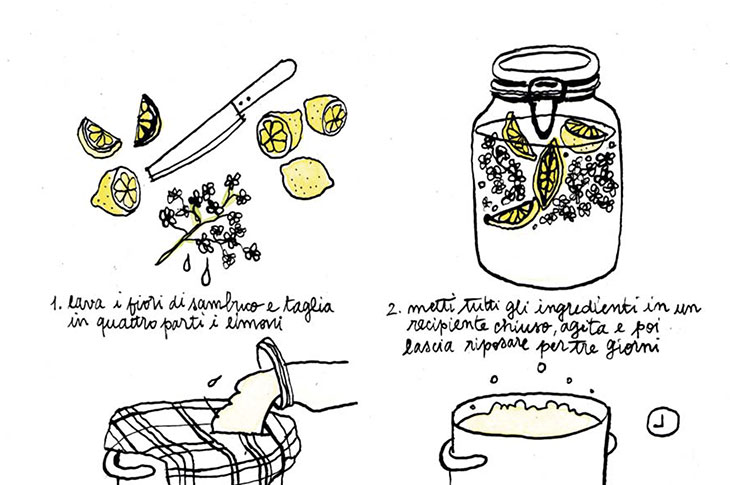 1. lava i fiori di sambuco e taglia
in quattro parti i limoni
2. metti tutti gli ingredienti in un
recipiente chiuso, agita e poi
lascia riposare per tre giorni